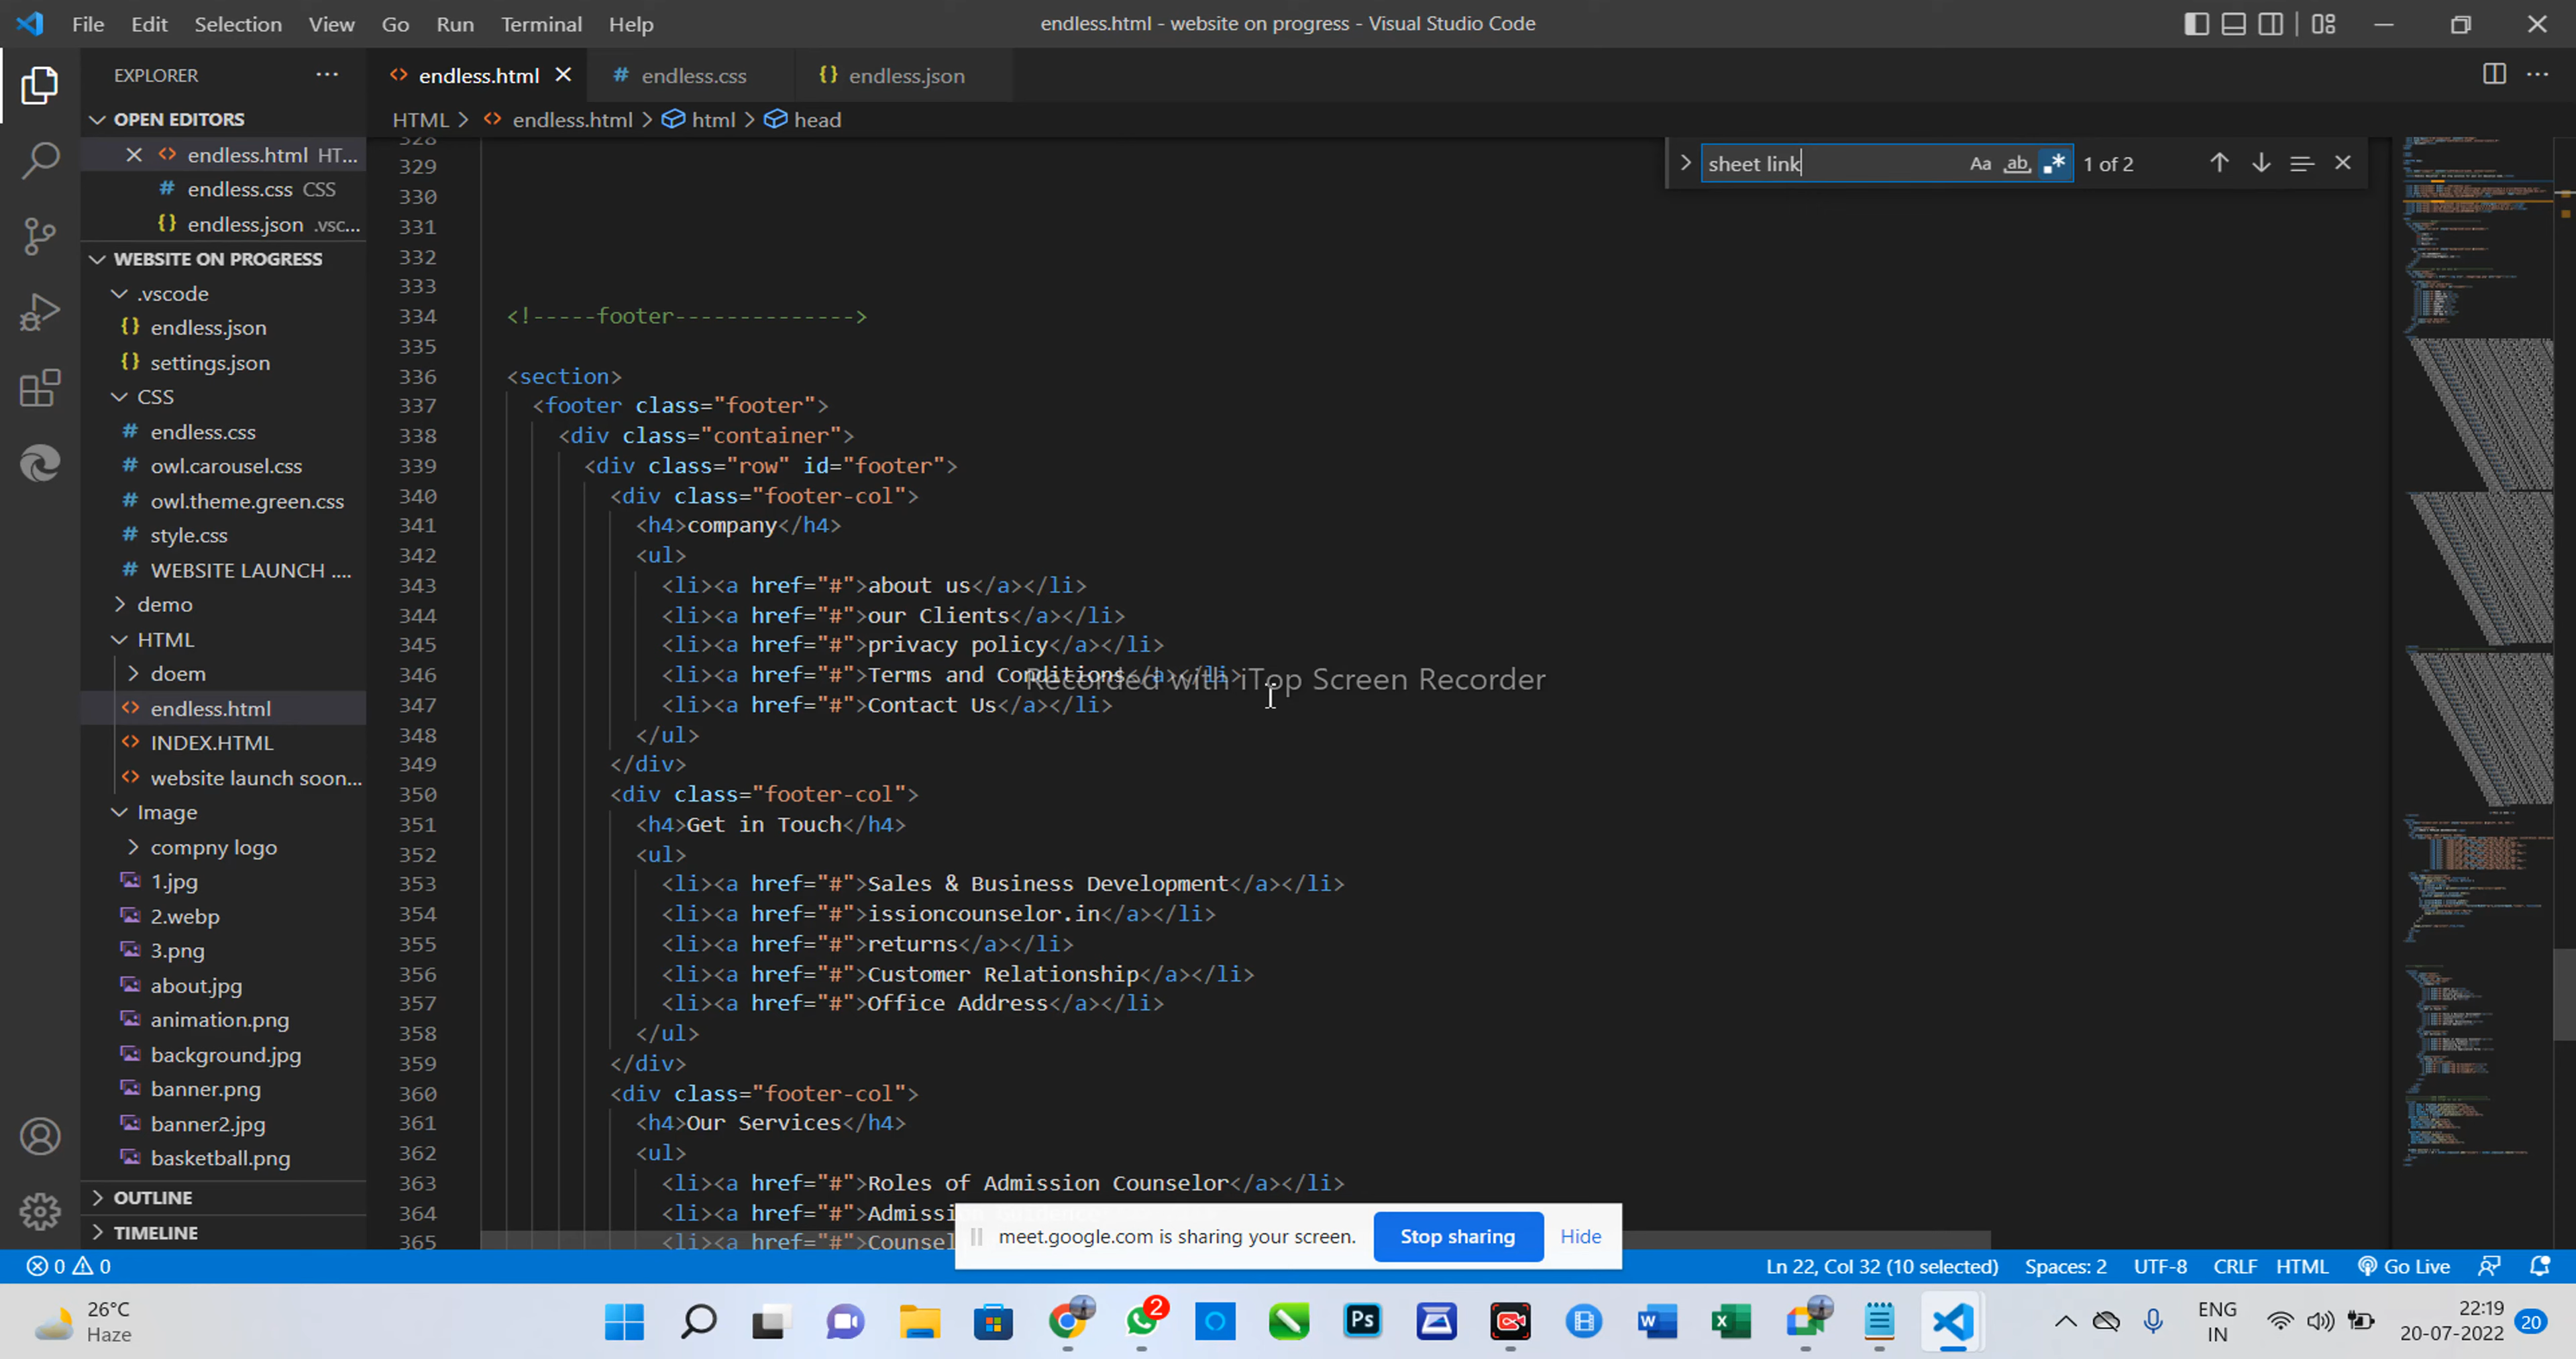 File Edit Selection View Go Run Terminal Help
endless.html - website on progress - Visual Studio Code
EXPLORER
OPEN EDITORS
endless.html HT...
endless.css CSS
endless.json .vsc...
WEBSITE ON PROGRESS
.vscode
endless.json
settings.json
CSS
endless.css
owl.carousel.css
owl.theme.green.css
style.css
WEBSITE LAUNCH ....
demo
HTML
doem
endless.html
INDEX.HTML
website launch soon...
Image
compny logo
1.jpg
2.webp
3.png
about.jpg
animation.png
background.jpg
banner.png
banner2.jpg
basketball.png
OUTLINE
TIMELINE
endless.html endless.css endless.json
HTML > endless.html > html > head
sheet link Aa ab 1 of 2
328
329
330
331
332
333
334 <!-----footer-------------->
335
336 <section>
337 <footer class="footer">
338 <div class="container">
339 <div class="row" id="footer">
340 <div class="footer-col">
341 <h4>company</h4>
342 <ul>
343 <li><a href="#">about us</a></li>
344 <li><a href="#">our Clients</a></li>
345 <li><a href="#">privacy policy</a></li>
346 <li><a href="#">Terms and Conditions</a></li>
Recorded with iTop Screen Recorder
347 <li><a href="#">Contact Us</a></li>
348 </ul>
349 </div>
350 <div class="footer-col">
351 <h4>Get in Touch</h4>
352 <ul>
353 <li><a href="#">Sales & Business Development</a></li>
354 <li><a href="#">issioncounselor.in</a></li>
355 <li><a href="#">returns</a></li>
356 <li><a href="#">Customer Relationship</a></li>
357 <li><a href="#">Office Address</a></li>
358 </ul>
359 </div>
360 <div class="footer-col">
361 <h4>Our Services</h4>
362 <ul>
363 <li><a href="#">Roles of Admission Counselor</a></li>
364 <li><a href="#">Admiss
365 <li><a href="#">Counse
meet.google.com is sharing your screen. Stop sharing Hide
0 0 Ln 22, Col 32 (10 selected) Spaces: 2 UTF-8 CRLF HTML Go Live
26°C
Haze
2
Ps
ENG
IN
22:19
20-07-2022
20